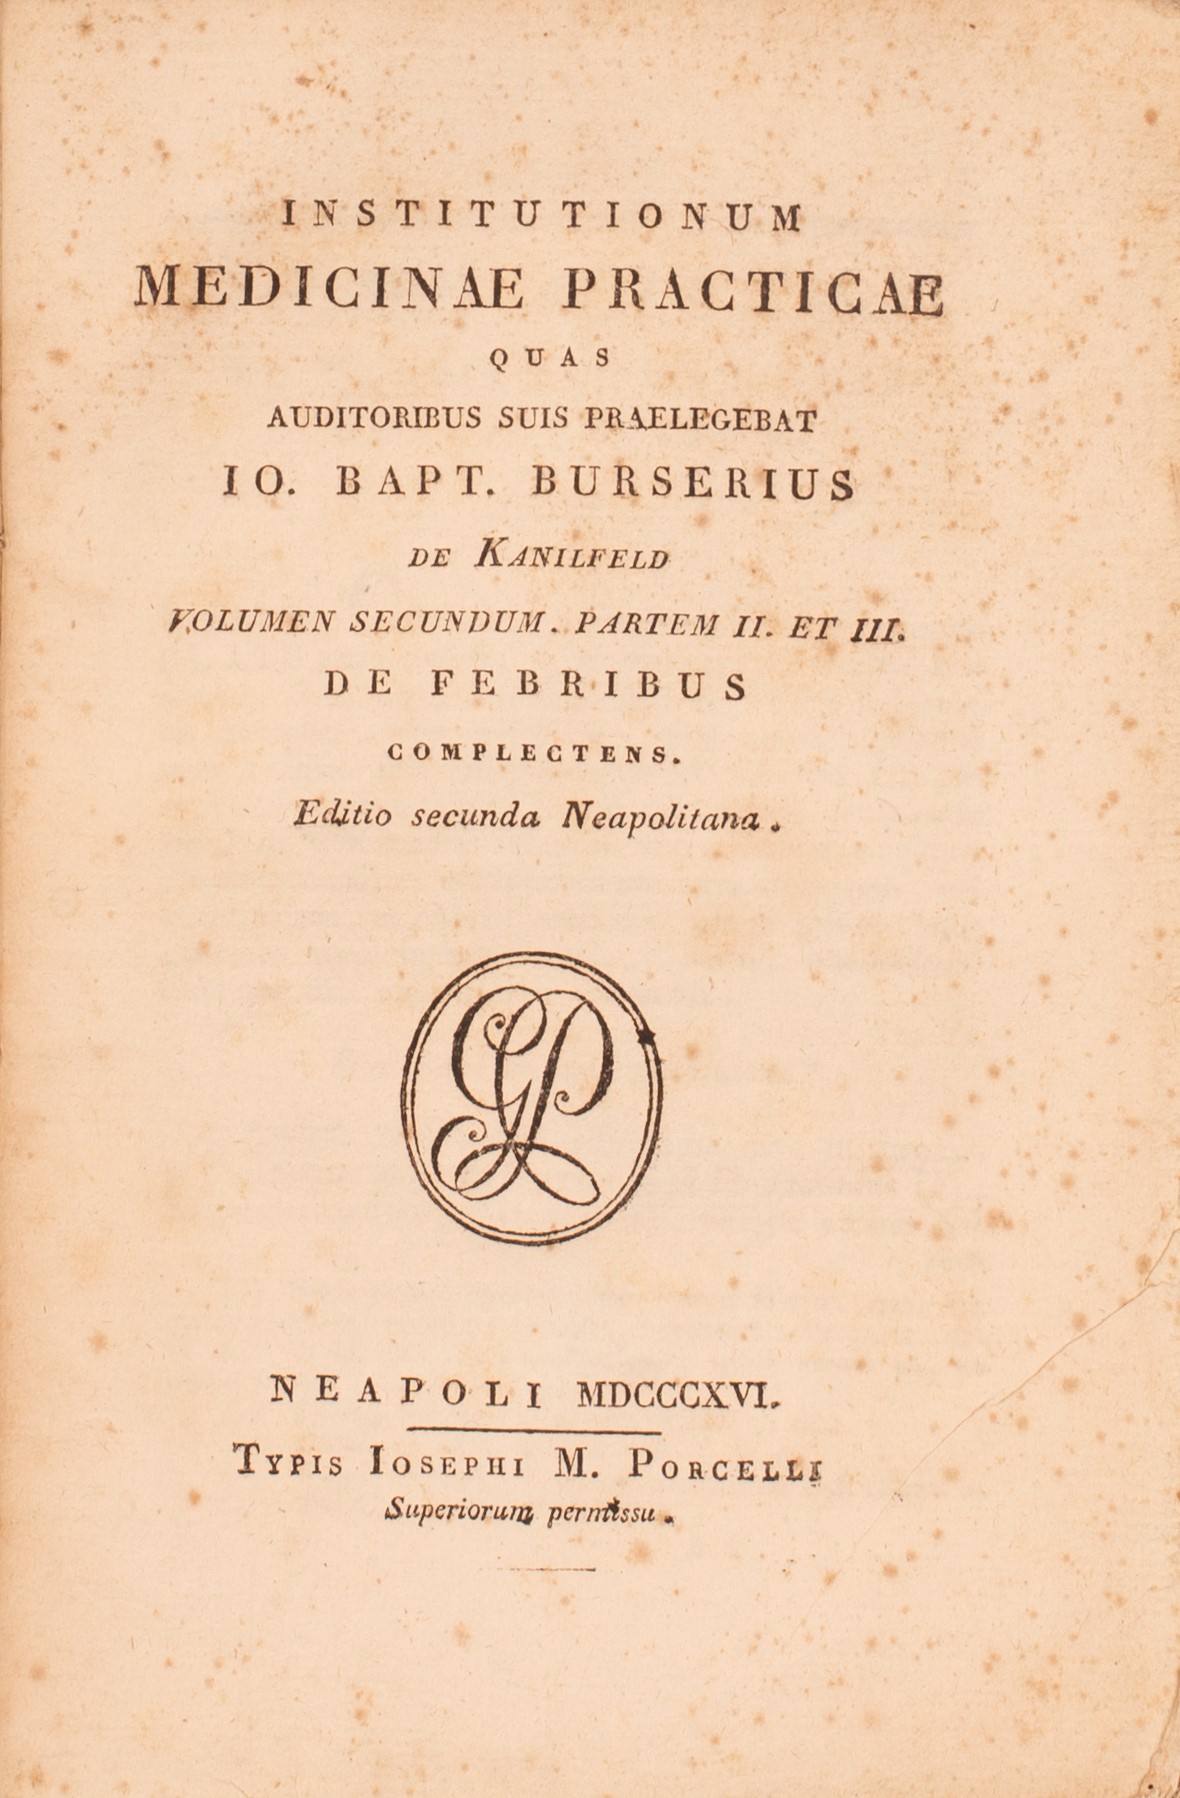 INSTITUTIONUM
MEDICINAE PRACTICAE
QUAS
AUDITORIBUS SUIS PRAELEGEBAT
IO. BAPT. BURSERIUS
DE KANILFELD
VOLUMEN SECUNDUM. PARTEM II. ET III.
DE FEBRIBUS
COMPLECTENS.
Editio secunda Neapolitana.
GP
NEAPOLI MDCCCXVI.
TYPIS IOSEPHI M. PORCELLI
Superiorum permissu.